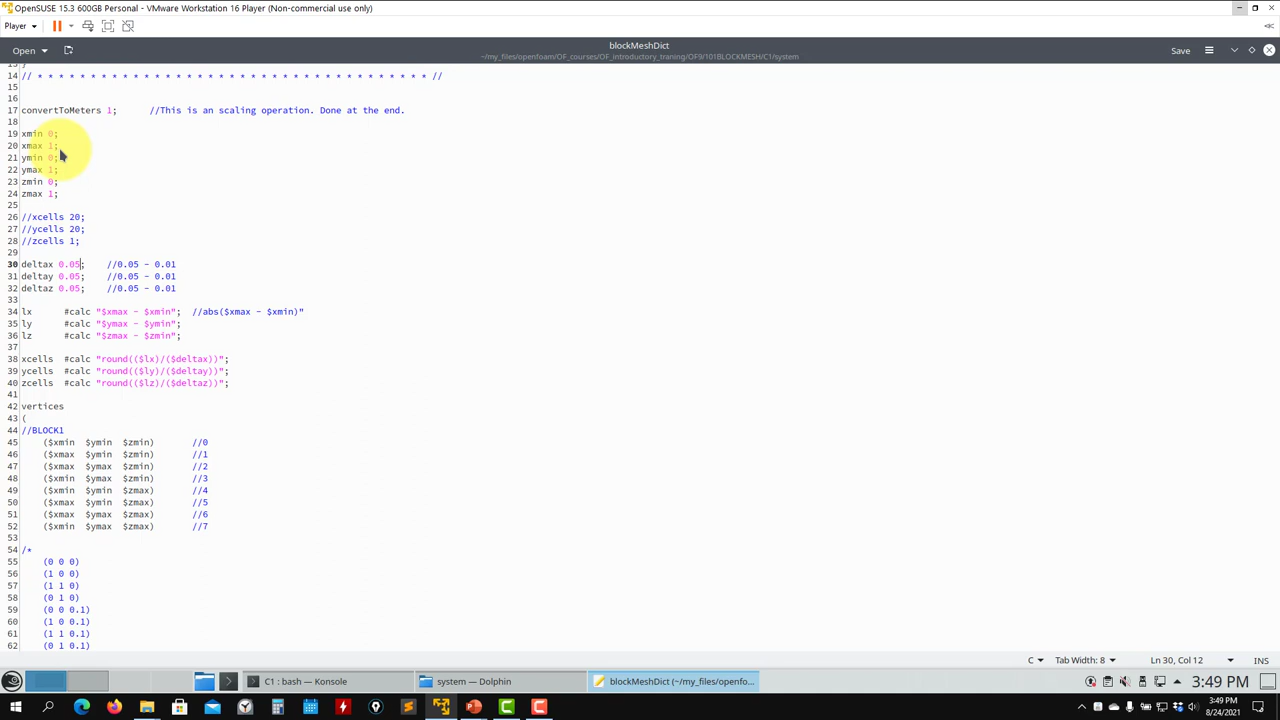 OpenSUSE 15.3 600GB Personal - VMware Workstation 16 Player (Non-commercial use only)
Player
Open
blockMeshDict
~/my_files/openfoam/OF_courses/OF_introductory_traning/OF9/101BLOCKMESH/C1/system
Save
14 // * * * * * * * * * * * * * * * * * * * * * * * * * * * * * * * * * * * * * //
15
16
17 convertToMeters 1; //This is an scaling operation. Done at the end.
18
19 xmin 0;
20 xmax 1;
21 ymin 0;
22 ymax 1;
23 zmin 0;
24 zmax 1;
25
26 //xcells 20;
27 //ycells 20;
28 //zcells 1;
29
30 deltax 0.05; //0.05 - 0.01
31 deltay 0.05; //0.05 - 0.01
32 deltaz 0.05; //0.05 - 0.01
33
34 lx #calc "$xmax - $xmin"; //abs($xmax - $xmin)"
35 ly #calc "$ymax - $ymin";
36 lz #calc "$zmax - $zmin";
37
38 xcells #calc "round(($lx)/($deltax))";
39 ycells #calc "round(($ly)/($deltay))";
40 zcells #calc "round(($lz)/($deltaz))";
41
42 vertices
43 (
44 //BLOCK1
45 ($xmin $ymin $zmin) //0
46 ($xmax $ymin $zmin) //1
47 ($xmax $ymax $zmin) //2
48 ($xmin $ymax $zmin) //3
49 ($xmin $ymin $zmax) //4
50 ($xmax $ymin $zmax) //5
51 ($xmax $ymax $zmax) //6
52 ($xmin $ymax $zmax) //7
53
54 /*
55 (0 0 0)
56 (1 0 0)
57 (1 1 0)
58 (0 1 0)
59 (0 0 0.1)
60 (1 0 0.1)
61 (1 1 0.1)
62 (0 1 0.1)
C Tab Width: 8 Ln 30, Col 12 INS
C1 : bash — Konsole
system — Dolphin
blockMeshDict (~/my_files/openfo...
3:49 PM
3:49 PM
8/24/2021